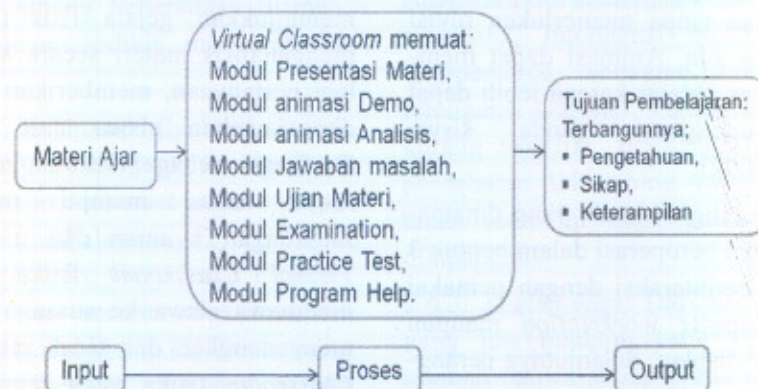 Materi Ajar
Virtual Classroom memuat:
Modul Presentasi Materi,
Modul animasi Demo,
Modul animasi Analisis,
Modul Jawaban masalah,
Modul Ujian Materi,
Modul Examination,
Modul Practice Test,
Modul Program Help.
Tujuan Pembelajaran:
Terbangunnya;
▪ Pengetahuan,
▪ Sikap,
▪ Keterampilan
Input
Proses
Output